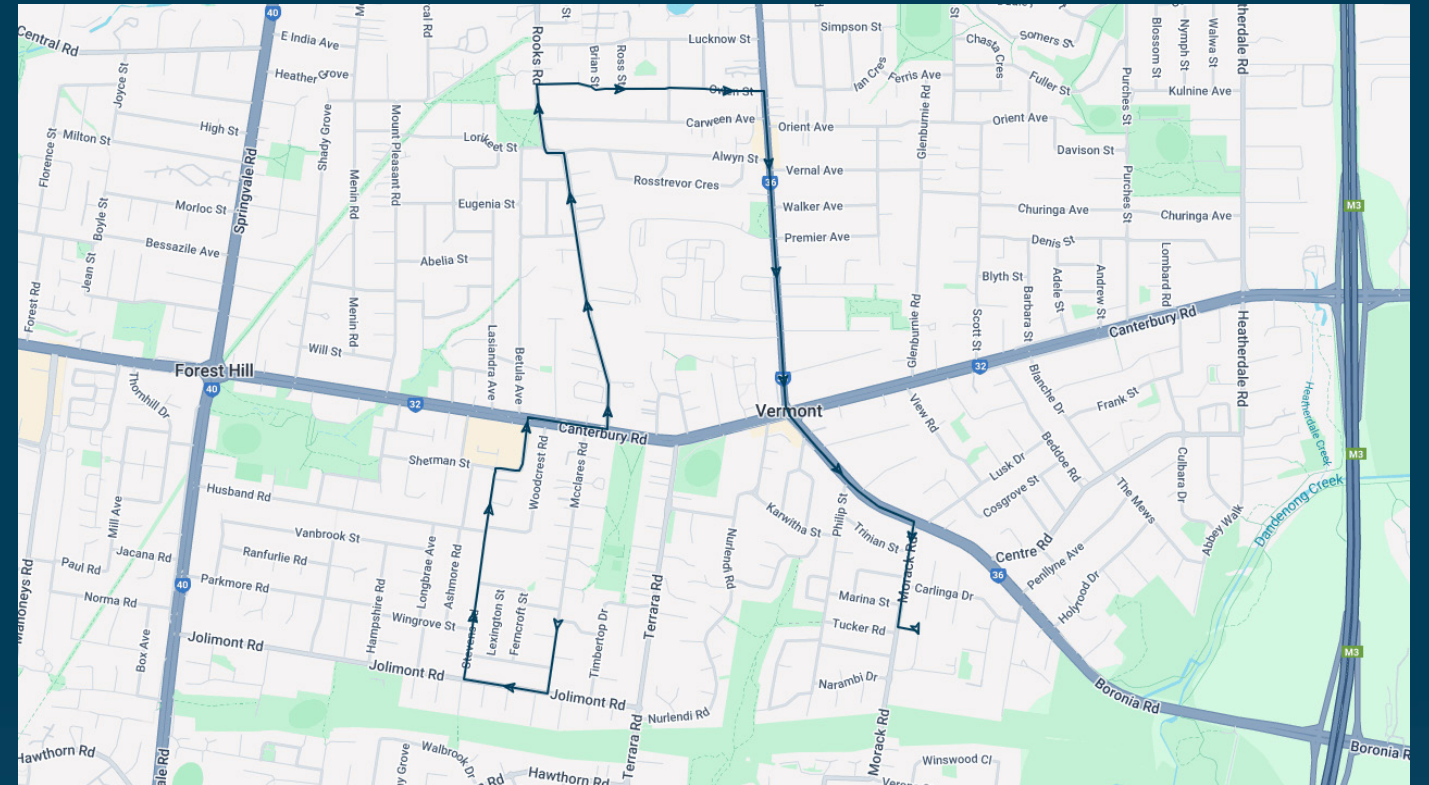 40
Central Rd
E India Ave
Lucknow St
Simpson St
Somers St
Chasta Cres
Blossom St
Nymph St
Walwa St
Heatherdale Rd
Rooks Rd
Brian St
Ross St
Joyce St
Heather Grove
Ian Cres
Ferris Ave
Fuller St
Kulnine Ave
Owen St
Purches St
Glenburnie Rd
Florence St
Milton St
High St
Shady Grove
Mount Pleasant Rd
Lorikeet St
Carween Ave
Orient Ave
Orient Ave
Springvale Rd
Alwyn St
Vernal Ave
Davison St
Menin Rd
Rosstrevor Cres
36
Purches St
M3
Boyle St
Morloc St
Eugenia St
Walker Ave
Churinga Ave
Churinga Ave
Bessazile Ave
Premier Ave
Denis St
Jean St
Abelia St
Blyth St
Adele St
Andrew St
Lombard Rd
Forest Rd
Menin Rd
Barbara St
Glenburnie Rd
Scott St
Canterbury Rd
Heatherdale Rd
Will St
Lasiandra Ave
Betula Ave
Forest Hill
40
32
32
Thornhill Dr
Blanche Dr
Frank St
Heatherdale Creek
Vermont
View Rd
Canterbury Rd
Sherman St
Woodcrest Rd
Mcclares Rd
Beddoe Rd
Lusk Dr
Culbara Dr
M3
Husband Rd
Cosgrove St
The Mews
Dandenong Creek
Mill Ave
Vanbrook St
Karwitha St
Philip St
Trinian St
Abbey Walk
Jacana Rd
Ranfurlie Rd
Longbrae Ave
Ashmore Rd
Nurlendi Rd
Morack Rd
Centre Rd
Penllyne Ave
Paul Rd
40
Parkmore Rd
36
Mahoneys Rd
Norma Rd
Hampshire Rd
Wingrove St
Lexington St
Ferncroft St
Terrara Rd
Marina St
Carlinga Dr
Holyrood Dr
Timbertop Dr
Tucker Rd
Box Ave
Jolimont Rd
Stevens Rd
Jolimont Rd
M3
Jolimont Rd
Narambi Dr
Boronia Rd
Nurlendi Rd
Terrara Rd
Morack Rd
Hawthorn Rd
Walbrook Dr
Hawthorn Rd
Winswood Cl
Boronia R